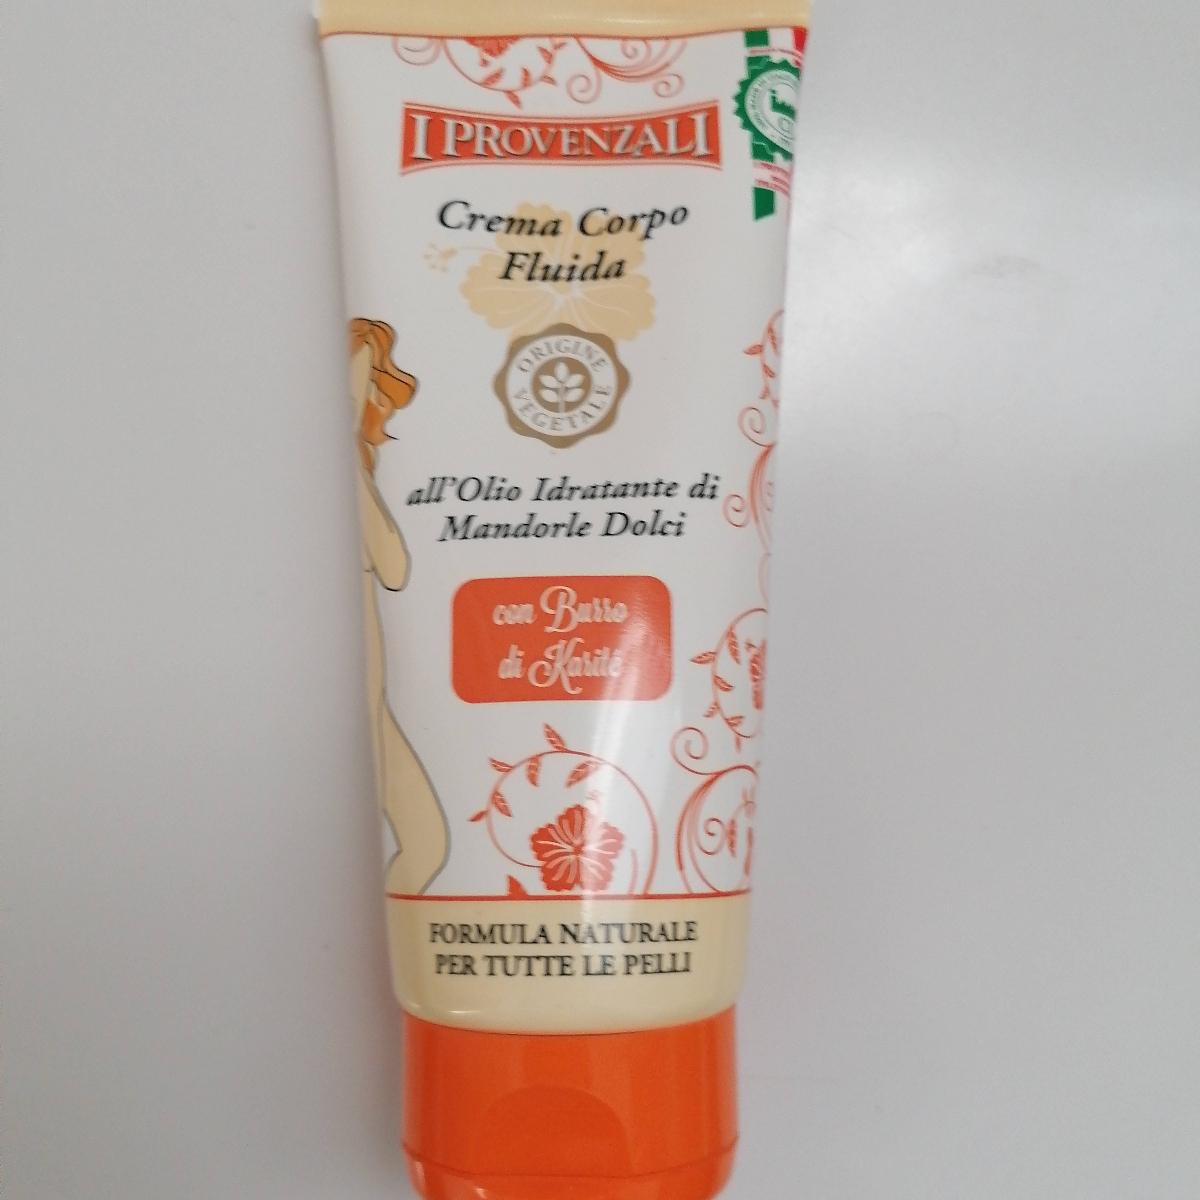 I PROVENZALI
Crema Corpo
Fluida
ORIGINE
VEGETALE
all'Olio Idratante di
Mandorle Dolci
con Burro
di Karité
FORMULA NATURALE
PER TUTTE LE PELLI